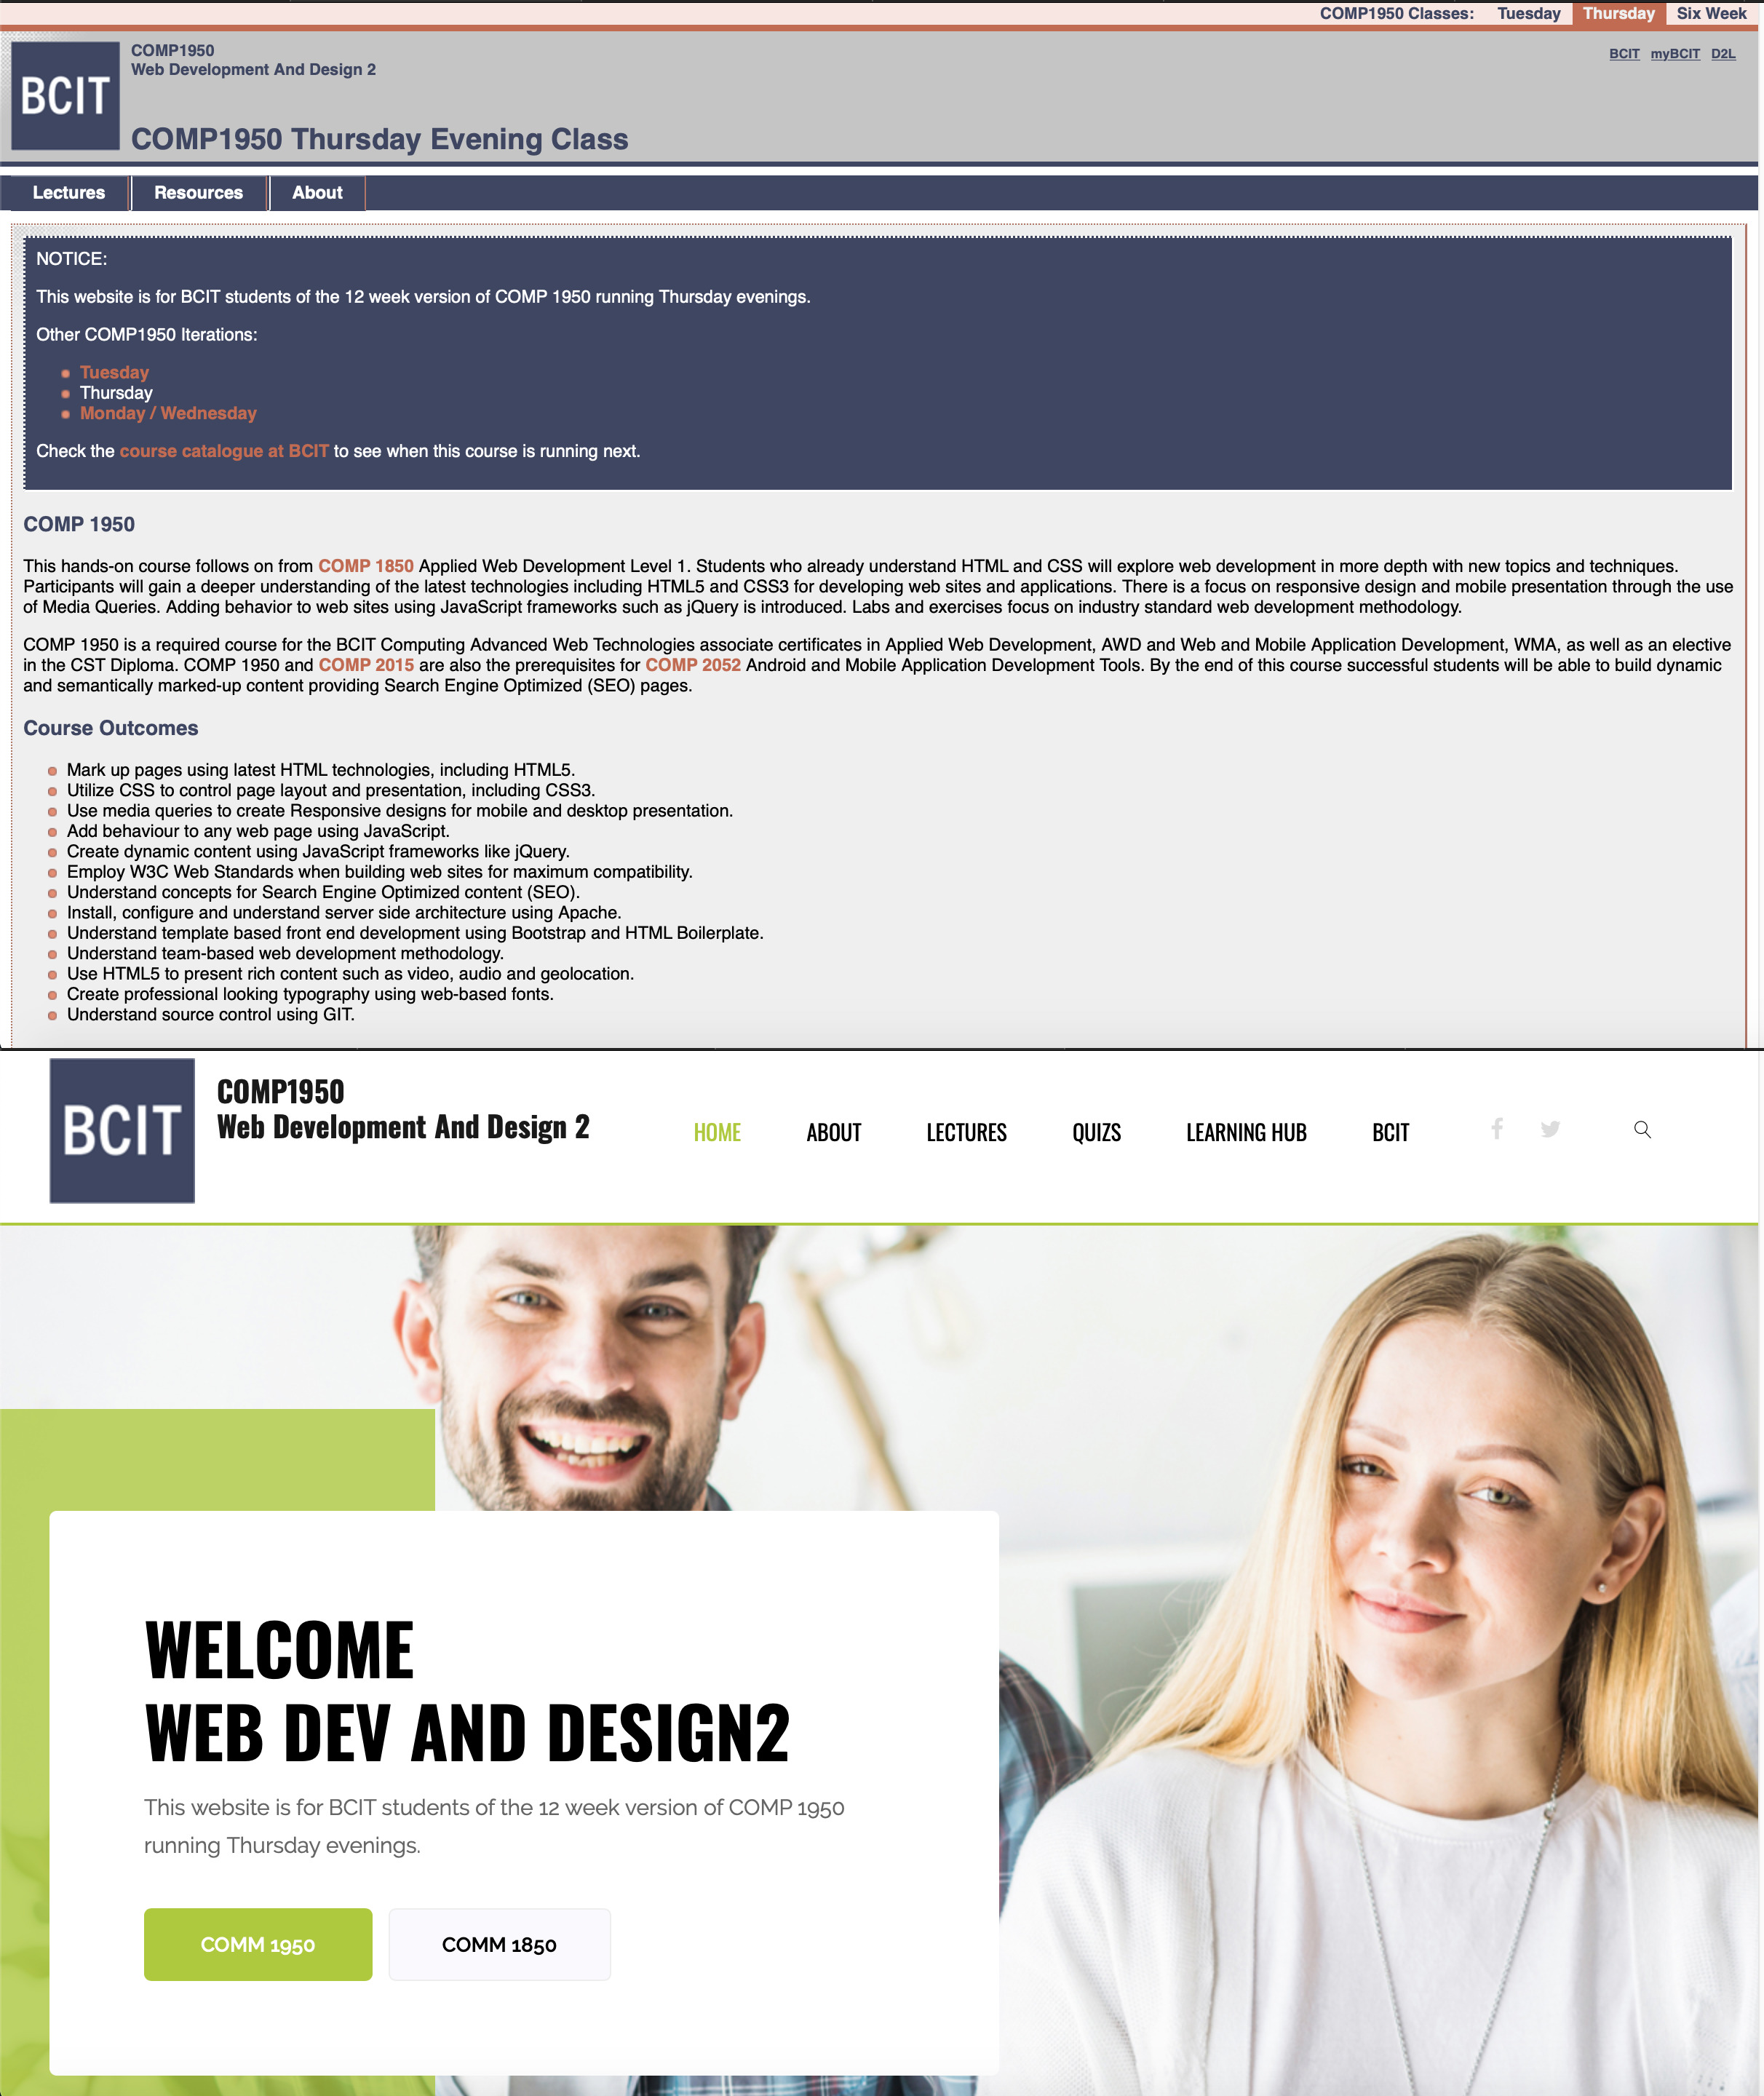 COMP1950 Classes: Tuesday Thursday Six Week
BCIT
COMP1950
Web Development And Design 2
BCIT myBCIT D2L
COMP1950 Thursday Evening Class
Lectures Resources About
NOTICE:
This website is for BCIT students of the 12 week version of COMP 1950 running Thursday evenings.
Other COMP1950 Iterations:
Tuesday
Thursday
Monday / Wednesday
Check the course catalogue at BCIT to see when this course is running next.
COMP 1950
This hands-on course follows on from COMP 1850 Applied Web Development Level 1. Students who already understand HTML and CSS will explore web development in more depth with new topics and techniques.
Participants will gain a deeper understanding of the latest technologies including HTML5 and CSS3 for developing web sites and applications. There is a focus on responsive design and mobile presentation through the use
of Media Queries. Adding behavior to web sites using JavaScript frameworks such as jQuery is introduced. Labs and exercises focus on industry standard web development methodology.
COMP 1950 is a required course for the BCIT Computing Advanced Web Technologies associate certificates in Applied Web Development, AWD and Web and Mobile Application Development, WMA, as well as an elective
in the CST Diploma. COMP 1950 and COMP 2015 are also the prerequisites for COMP 2052 Android and Mobile Application Development Tools. By the end of this course successful students will be able to build dynamic
and semantically marked-up content providing Search Engine Optimized (SEO) pages.
Course Outcomes
Mark up pages using latest HTML technologies, including HTML5.
Utilize CSS to control page layout and presentation, including CSS3.
Use media queries to create Responsive designs for mobile and desktop presentation.
Add behaviour to any web page using JavaScript.
Create dynamic content using JavaScript frameworks like jQuery.
Employ W3C Web Standards when building web sites for maximum compatibility.
Understand concepts for Search Engine Optimized content (SEO).
Install, configure and understand server side architecture using Apache.
Understand template based front end development using Bootstrap and HTML Boilerplate.
Understand team-based web development methodology.
Use HTML5 to present rich content such as video, audio and geolocation.
Create professional looking typography using web-based fonts.
Understand source control using GIT.
BCIT
COMP1950
Web Development And Design 2
HOME ABOUT LECTURES QUIZS LEARNING HUB BCIT
WELCOME
WEB DEV AND DESIGN2
This website is for BCIT students of the 12 week version of COMP 1950
running Thursday evenings.
COMM 1950 COMM 1850